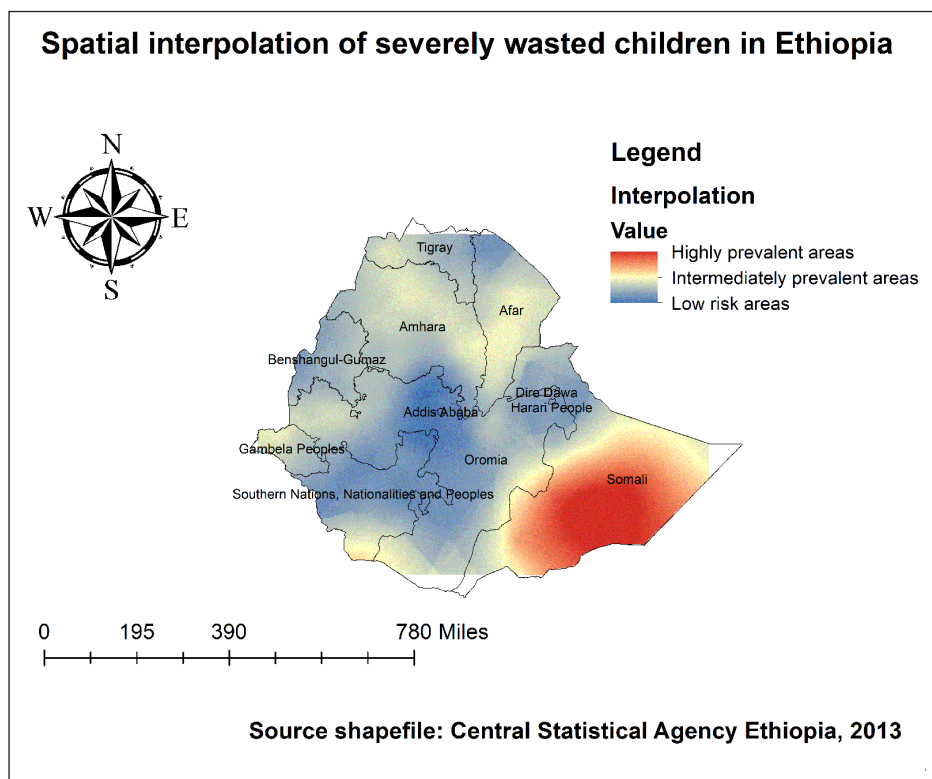 Spatial interpolation of severely wasted children in Ethiopia
N
W
E
S
Legend
Interpolation
Value
Highly prevalent areas
Intermediately prevalent areas
Low risk areas
Tigray
Afar
Amhara
Benshangul-Gumaz
Dire Dawa
Addis Ababa
Harari People
Gambela Peoples
Oromia
Somali
Southern Nations, Nationalities and Peoples
0 195 390 780 Miles
Source shapefile: Central Statistical Agency Ethiopia, 2013